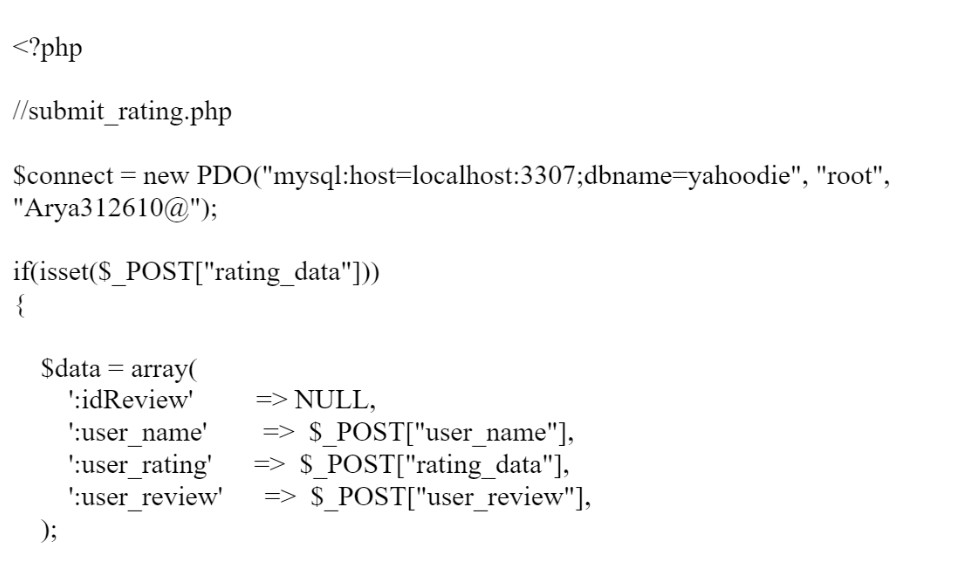 <?php
//submit_rating.php
$connect = new PDO("mysql:host=localhost:3307;dbname=yahoodie", "root",
"Arya312610@");
if(isset($_POST["rating_data"]))
{
$data = array(
':idReview' => NULL,
':user_name' => $_POST["user_name"],
':user_rating' => $_POST["rating_data"],
':user_review' => $_POST["user_review"],
);